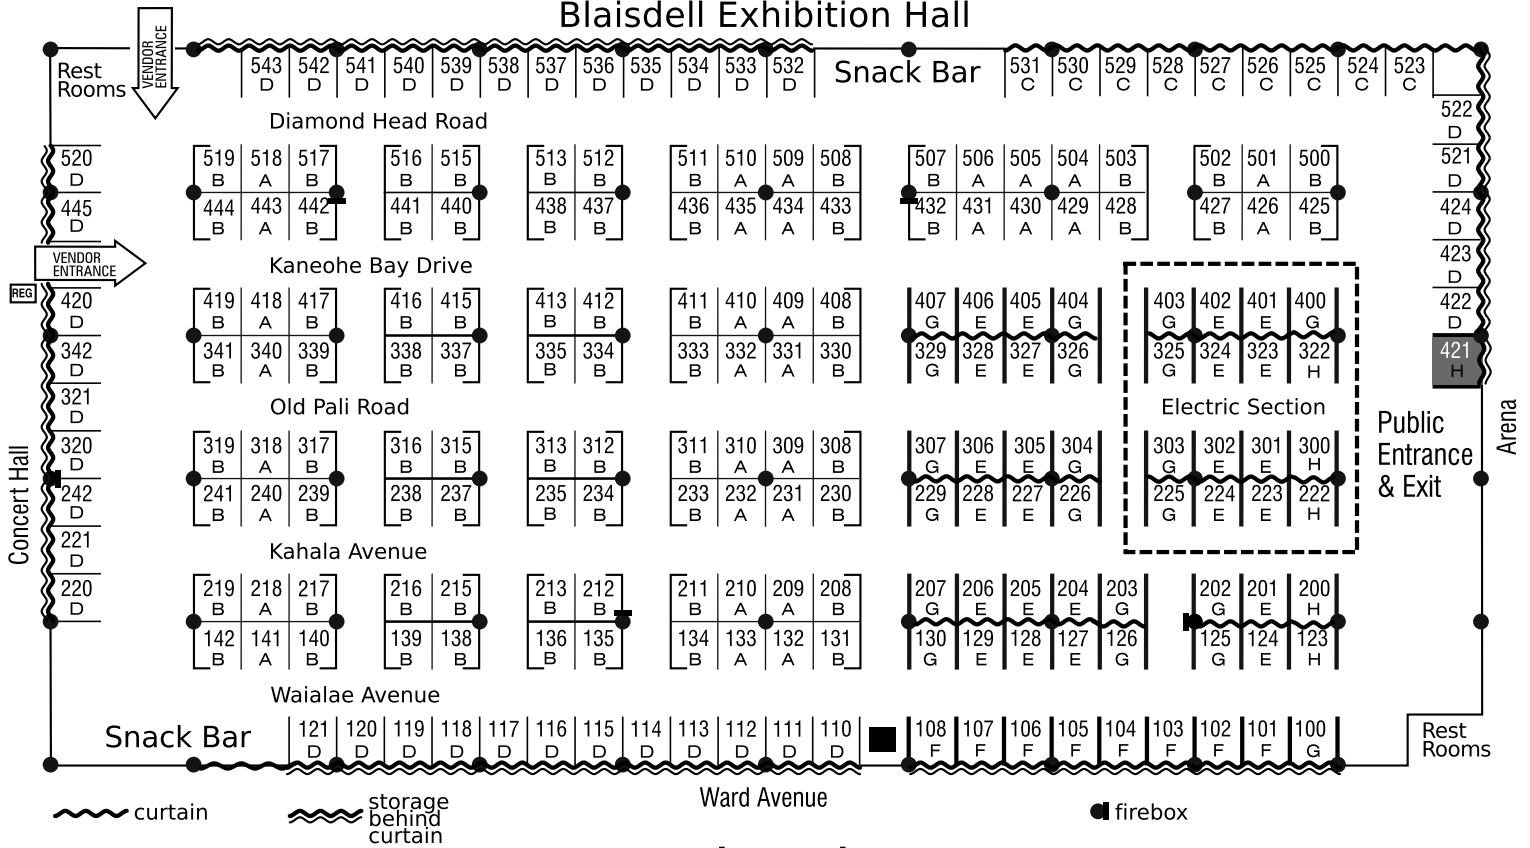 Blaisdell Exhibition Hall
VENDOR
ENTRANCE
Rest
Rooms
543 542 541 540 539 538 537 536 535 534 533 532
D D D D D D D D D D D D
Snack Bar
531 530 529 528 527 526 525 524 523
C C C C C C C C C
522
D
Diamond Head Road
520
D
519 518 517 516 515 513 512 511 510 509 508 507 506 505 504 503 502 501 500
B A B B B B B B A A B B A A A B B A B
521
D
445
D
444 443 442 441 440 438 437 436 435 434 433 432 431 430 429 428 427 426 425
B A B B B B B B A A B B A A A B B A B
424
D
VENDOR
ENTRANCE
Kaneohe Bay Drive
423
D
REG
420
D
419 418 417 416 415 413 412 411 410 409 408 407 406 405 404 403 402 401 400
B A B B B B B B A A B G E E G G E E G
422
D
342
D
341 340 339 338 337 335 334 333 332 331 330 329 328 327 326 325 324 323 322
B A B B B B B B A A B G E E G G E E H
421
H
321
D
Old Pali Road
Electric Section
Public
Entrance
& Exit
Arena
320
D
319 318 317 316 315 313 312 311 310 309 308 307 306 305 304 303 302 301 300
B A B B B B B B A A B G E E G G E E H
242
D
241 240 239 238 237 235 234 233 232 231 230 229 228 227 226 225 224 223 222
B A B B B B B B A A B G E E G G E E H
Concert Hall
221
D
Kahala Avenue
220
D
219 218 217 216 215 213 212 211 210 209 208 207 206 205 204 203 202 201 200
B A B B B B B B A A B G E E E G G E H
142 141 140 139 138 136 135 134 133 132 131 130 129 128 127 126 125 124 123
B A B B B B B B A A B G E E E G G E H
Waialae Avenue
Snack Bar
121 120 119 118 117 116 115 114 113 112 111 110 108 107 106 105 104 103 102 101 100
D D D D D D D D D D D D F F F F F F F F G
Rest
Rooms
Ward Avenue
curtain
storage
behind
curtain
firebox